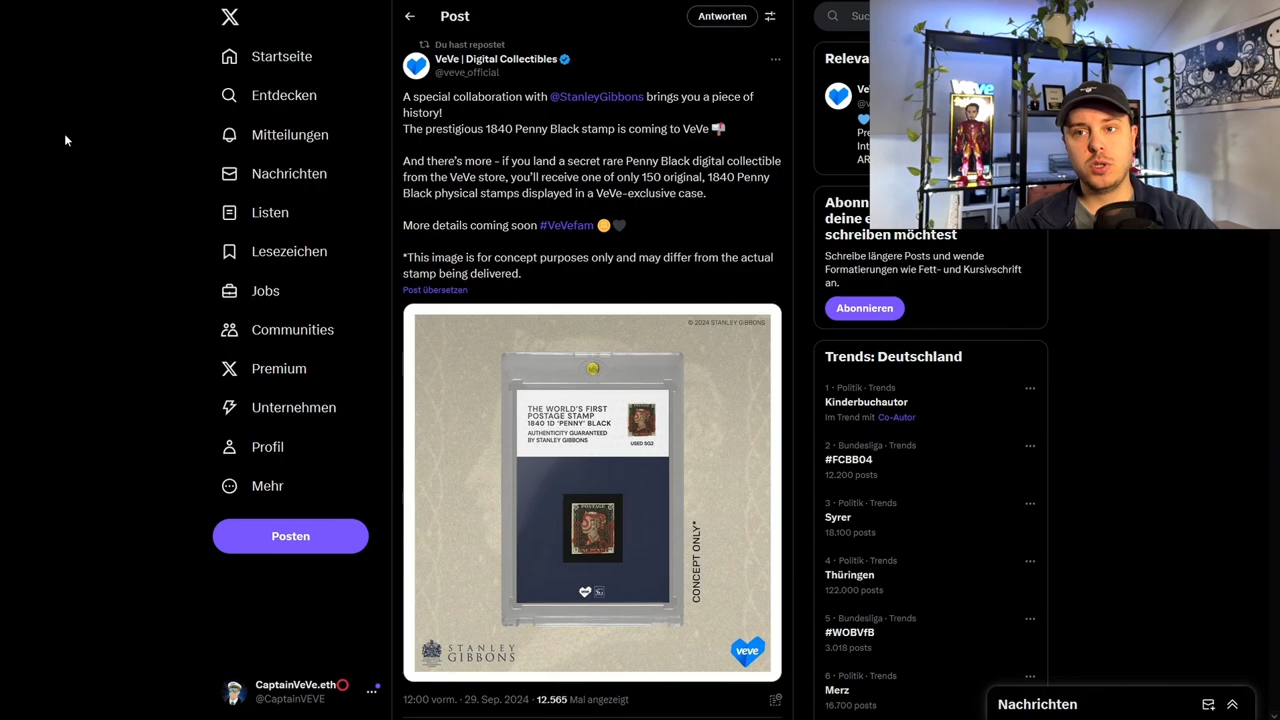 Startseite
Entdecken
Mitteilungen
Nachrichten
Listen
Lesezeichen
Jobs
Communities
Premium
Unternehmen
Profil
Mehr
Posten
CaptainVeVe.eth
@CaptainVEVE
Post
Antworten
Du hast repostet
VeVe | Digital Collectibles
@veve_official
A special collaboration with @StanleyGibbons brings you a piece of
history!
The prestigious 1840 Penny Black stamp is coming to VeVe 📬
And there's more – if you land a secret rare Penny Black digital collectible
from the VeVe store, you'll receive one of only 150 original, 1840 Penny
Black physical stamps displayed in a VeVe-exclusive case.
More details coming soon #VeVefam 🪙🖤
*This image is for concept purposes only and may differ from the actual
stamp being delivered.
Post übersetzen
© 2024 STANLEY GIBBONS
THE WORLD'S FIRST
POSTAGE STAMP
1840 1D 'PENNY' BLACK
AUTHENTICITY GUARANTEED
BY STANLEY GIBBONS
USED SG2
POSTAGE
CONCEPT ONLY*
STANLEY
GIBBONS
veve
12:00 vorm. · 29. Sep. 2024 · 12.565 Mal angezeigt
Suc
Releva
Ve
@v
Pre
Int
AR
veve
Abonn
deine e
schreiben möchtest
Schreibe längere Posts und wende
Formatierungen wie Fett- und Kursivschrift
an.
Abonnieren
Trends: Deutschland
1 · Politik · Trends
Kinderbuchautor
Im Trend mit Co-Autor
2 · Bundesliga · Trends
#FCBB04
12.200 posts
3 · Politik · Trends
Syrer
18.100 posts
4 · Politik · Trends
Thüringen
122.000 posts
5 · Bundesliga · Trends
#WOBVfB
3.018 posts
6 · Politik · Trends
Merz
16.700 posts
Nachrichten